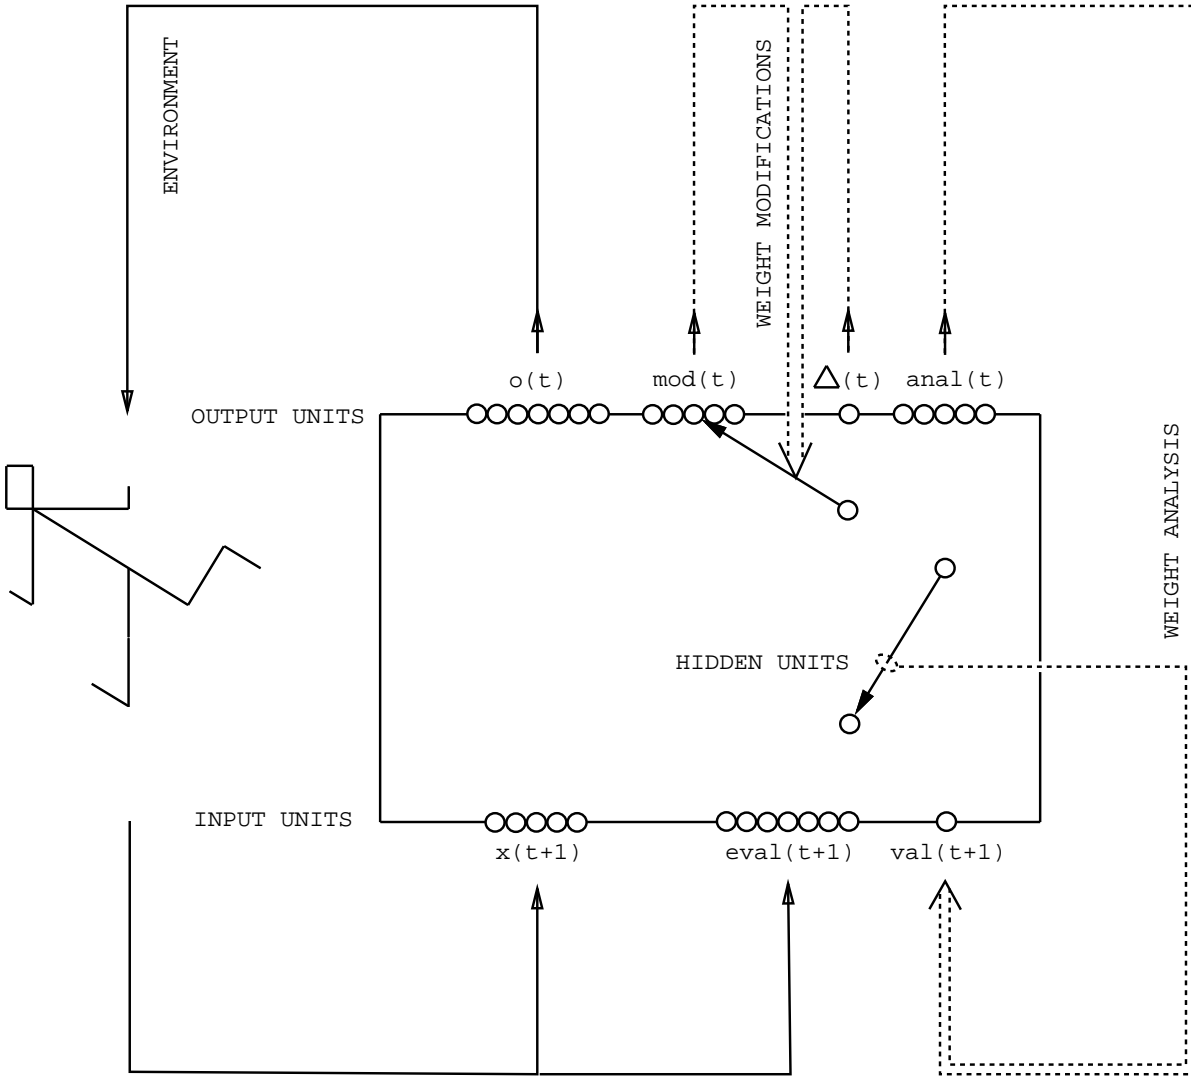 ENVIRONMENT
WEIGHT MODIFICATIONS
o(t)
mod(t)
△(t)
anal(t)
OUTPUT UNITS
WEIGHT ANALYSIS
HIDDEN UNITS
INPUT UNITS
x(t+1)
eval(t+1)
val(t+1)